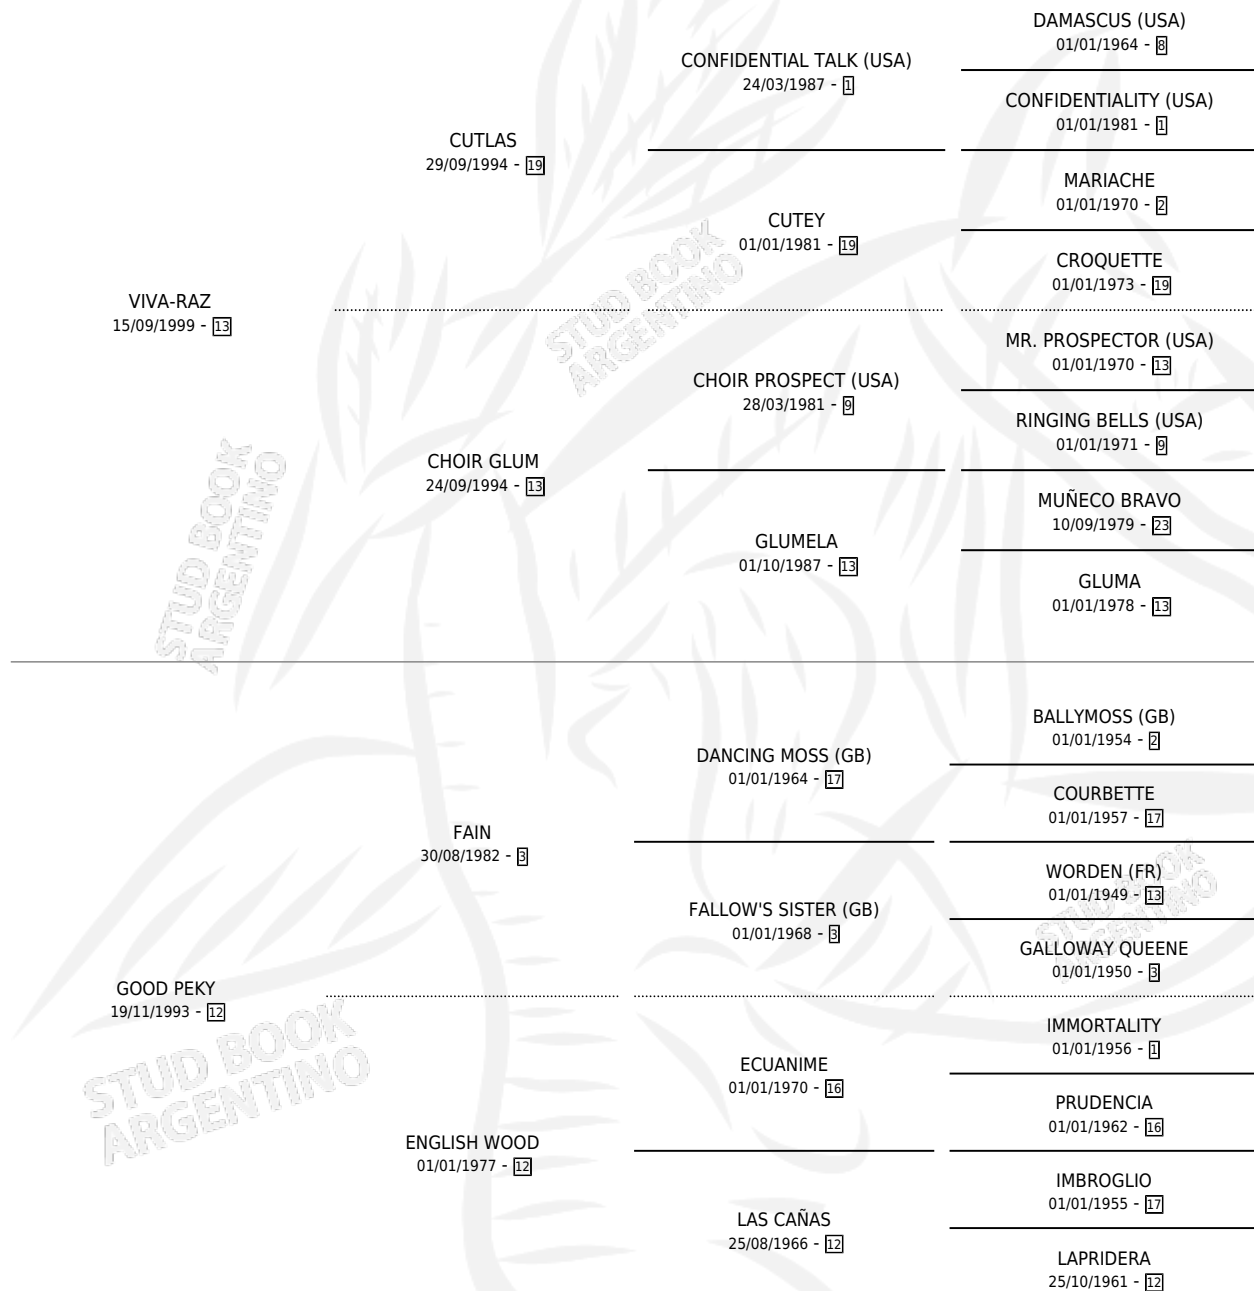 DAMASCUS (USA)
01/01/1964 - 8
CONFIDENTIAL TALK (USA)
24/03/1987 - 1
CONFIDENTIALITY (USA)
01/01/1981 - 1
CUTLAS
29/09/1994 - 19
MARIACHE
01/01/1970 - 2
CUTEY
01/01/1981 - 19
CROQUETTE
01/01/1973 - 19
VIVA-RAZ
15/09/1999 - 13
MR. PROSPECTOR (USA)
01/01/1970 - 13
CHOIR PROSPECT (USA)
28/03/1981 - 9
RINGING BELLS (USA)
01/01/1971 - 9
CHOIR GLUM
24/09/1994 - 13
MUÑECO BRAVO
10/09/1979 - 23
GLUMELA
01/10/1987 - 13
GLUMA
01/01/1978 - 13
BALLYMOSS (GB)
01/01/1954 - 2
DANCING MOSS (GB)
01/01/1964 - 17
COURBETTE
01/01/1957 - 17
FAIN
30/08/1982 - 3
WORDEN (FR)
01/01/1949 - 13
FALLOW'S SISTER (GB)
01/01/1968 - 3
GALLOWAY QUEENE
01/01/1950 - 3
GOOD PEKY
19/11/1993 - 12
IMMORTALITY
01/01/1956 - 1
ECUANIME
01/01/1970 - 16
PRUDENCIA
01/01/1962 - 16
ENGLISH WOOD
01/01/1977 - 12
IMBROGLIO
01/01/1955 - 17
LAS CAÑAS
25/08/1966 - 12
LAPRIDERA
25/10/1961 - 12
STUD BOOK
ARGENTINO
STUD BOOK
ARGENTINO
STUD BOOK
ARGENTINO
STUD BOOK
ARGENTINO